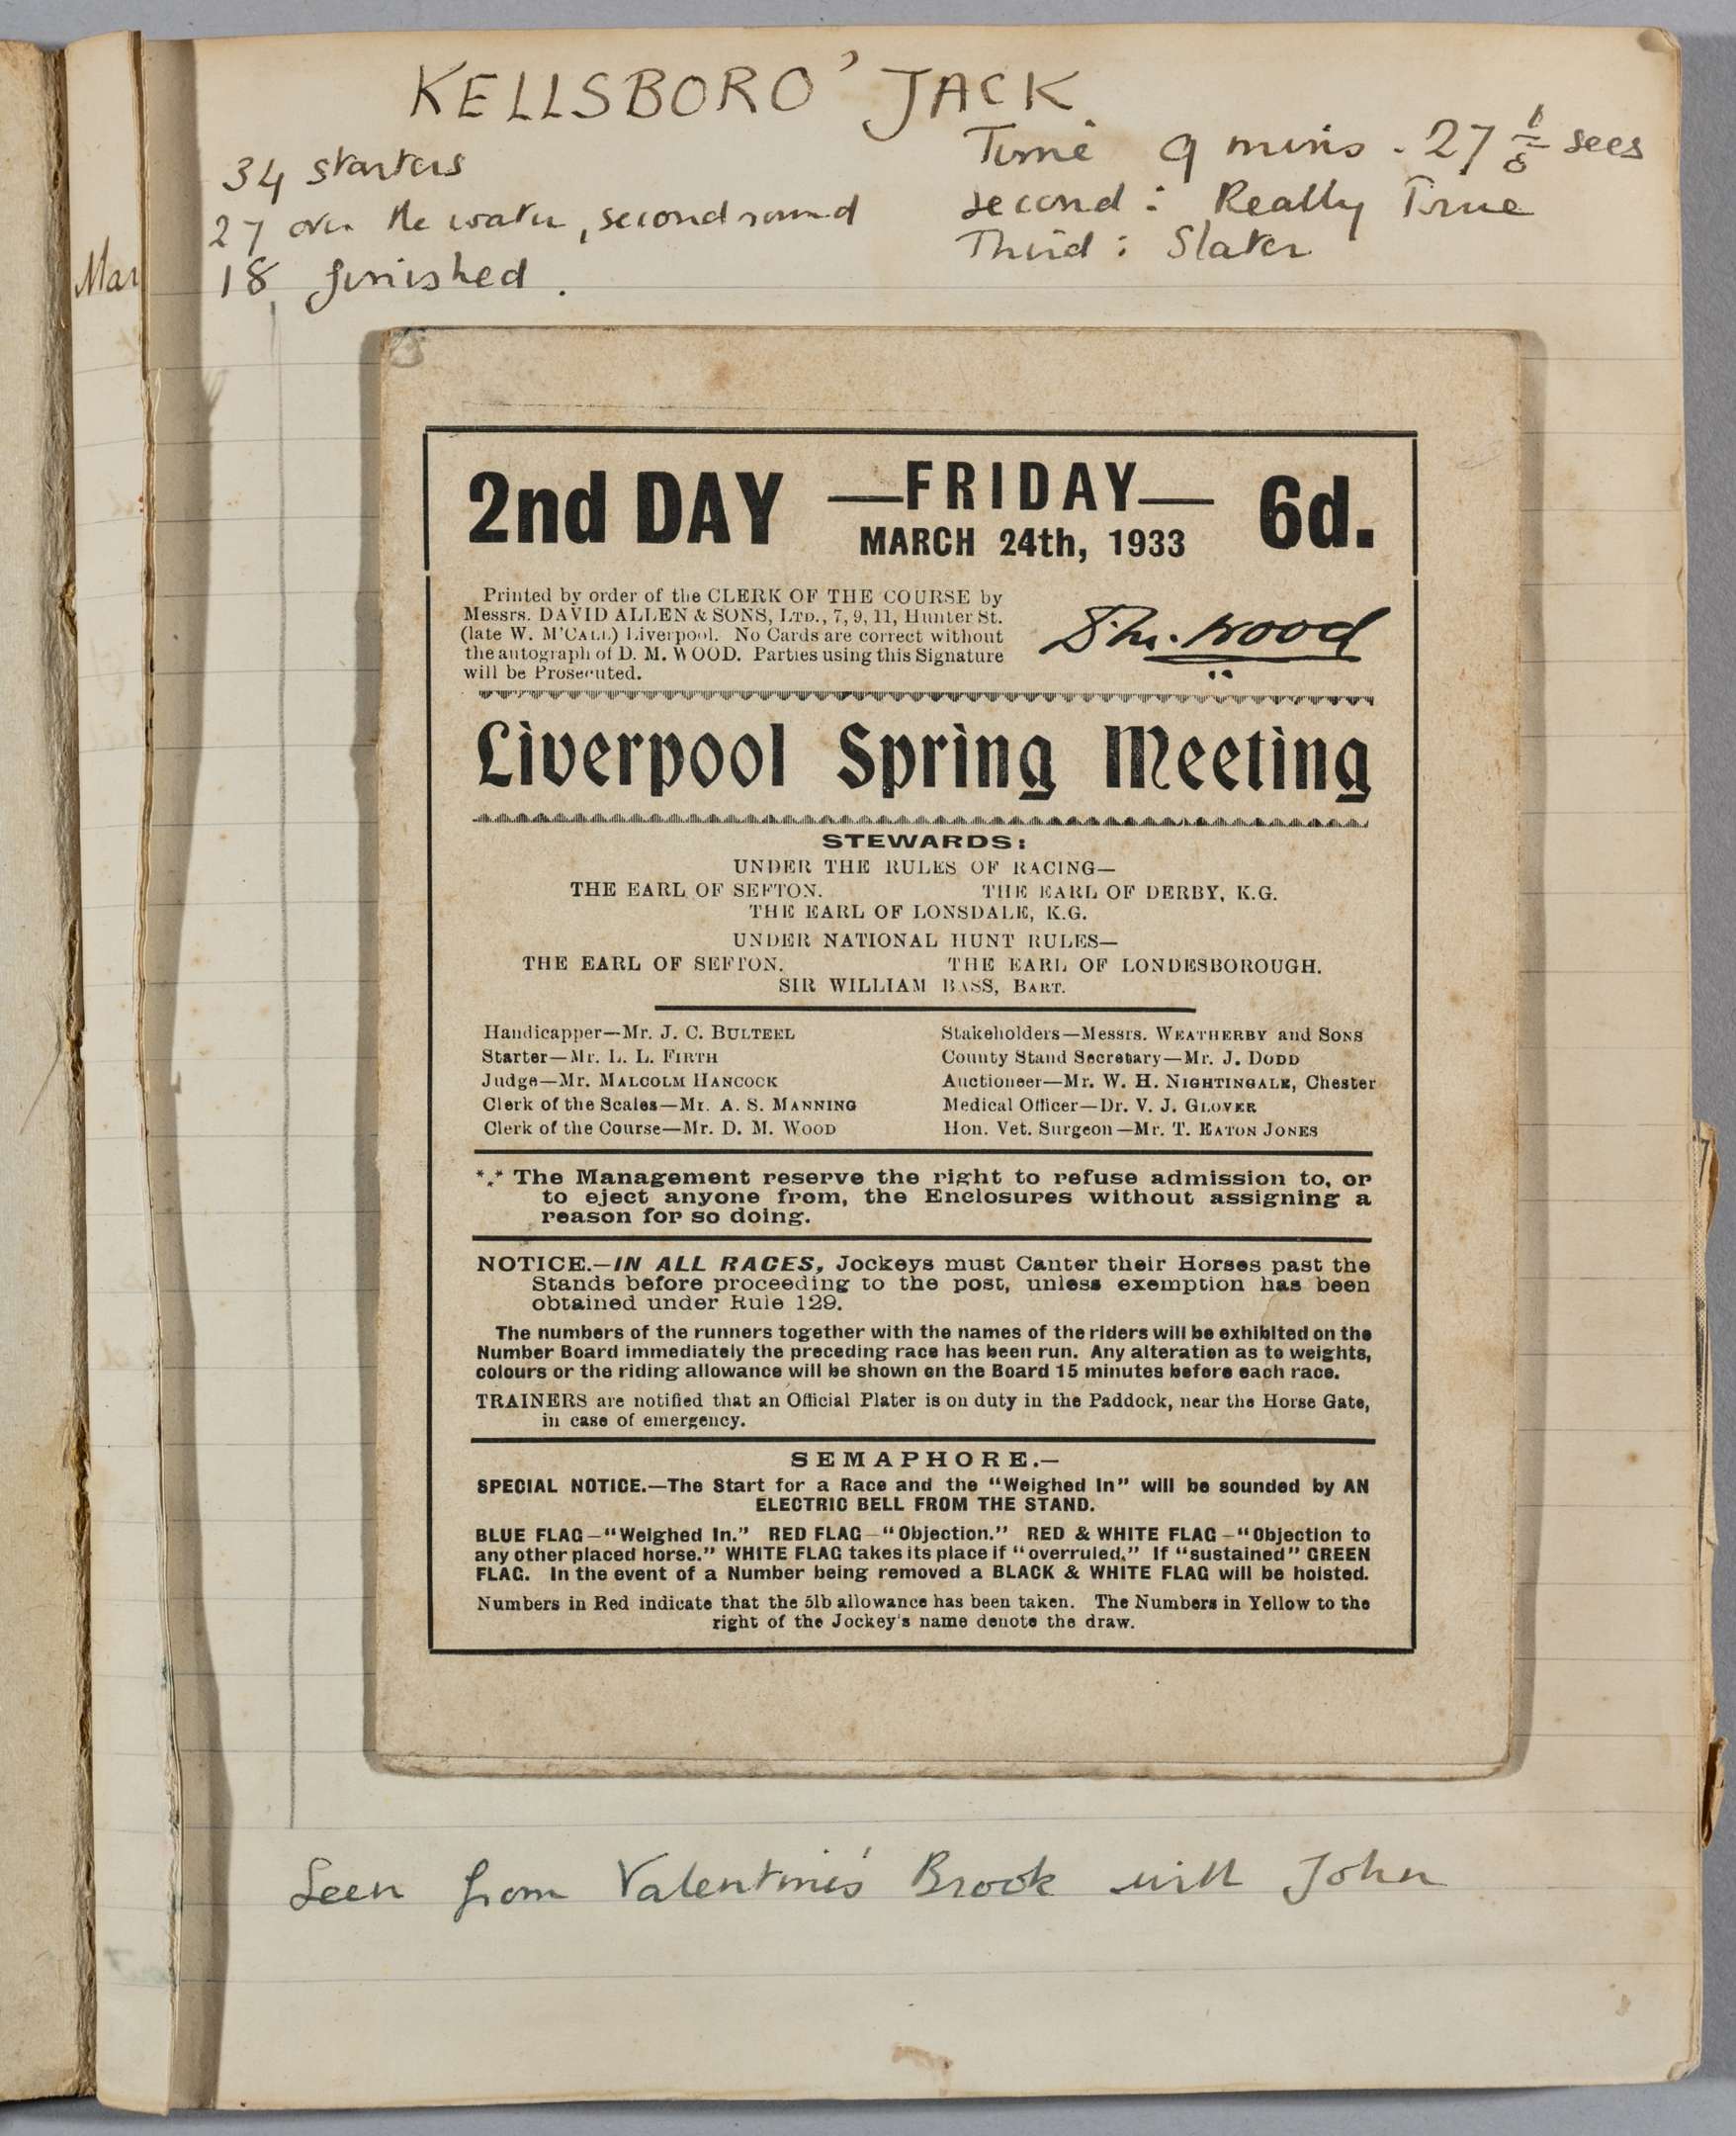 KELLSBORO' JACK
34 starters
27 over the water, second round
18 finished.
Time 9 mins. 27 secs
second: Really True
Third: Slater
Mar
2nd DAY —FRIDAY— 6d.
MARCH 24th, 1933
Printed by order of the CLERK OF THE COURSE by
Messrs. DAVID ALLEN & SONS, LTD., 7, 9, 11, Hunter St.
(late W. M'CALL) Liverpool. No Cards are correct without
the autograph of D. M. WOOD. Parties using this Signature
will be Prosecuted.
D. M. Wood
Liverpool Spring Meeting
STEWARDS:
UNDER THE RULES OF RACING—
THE EARL OF SEFTON. THE EARL OF DERBY, K.G.
THE EARL OF LONSDALE, K.G.
UNDER NATIONAL HUNT RULES—
THE EARL OF SEFTON. THE EARL OF LONDESBOROUGH.
SIR WILLIAM BASS, BART.
Handicapper—Mr. J. C. BULTEEL
Starter—Mr. L. L. FIRTH
Judge—Mr. MALCOLM HANCOCK
Clerk of the Scales—Mr. A. S. MANNING
Clerk of the Course—Mr. D. M. WOOD
Stakeholders—Messrs. WEATHERBY and SONS
County Stand Secretary—Mr. J. DODD
Auctioneer—Mr. W. H. NIGHTINGALE, Chester
Medical Officer—Dr. V. J. GLOVER
Hon. Vet. Surgeon—Mr. T. EATON JONES
*** The Management reserve the right to refuse admission to, or
to eject anyone from, the Enclosures without assigning a
reason for so doing.
NOTICE.—IN ALL RACES, Jockeys must Canter their Horses past the
Stands before proceeding to the post, unless exemption has been
obtained under Rule 129.
The numbers of the runners together with the names of the riders will be exhibited on the
Number Board immediately the preceding race has been run. Any alteration as to weights,
colours or the riding allowance will be shown on the Board 15 minutes before each race.
TRAINERS are notified that an Official Plater is on duty in the Paddock, near the Horse Gate,
in case of emergency.
SEMAPHORE.—
SPECIAL NOTICE.—The Start for a Race and the "Weighed In" will be sounded by AN
ELECTRIC BELL FROM THE STAND.
BLUE FLAG—"Weighed In." RED FLAG—"Objection." RED & WHITE FLAG—"Objection to
any other placed horse." WHITE FLAG takes its place if "overruled." If "sustained" GREEN
FLAG. In the event of a Number being removed a BLACK & WHITE FLAG will be hoisted.
Numbers in Red indicate that the 5lb allowance has been taken. The Numbers in Yellow to the
right of the Jockey's name denote the draw.
Seen from Valentine's Brook with John